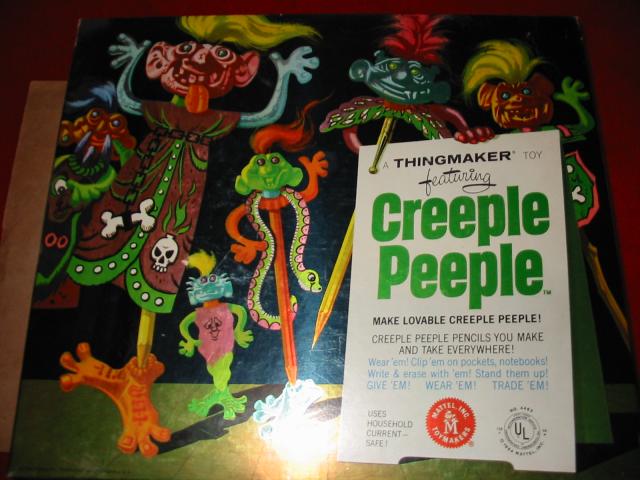 A THINGMAKER® TOY
featuring
Creeple
Peeple™
MAKE LOVABLE CREEPLE PEEPLE!
CREEPLE PEEPLE PENCILS YOU MAKE
AND TAKE EVERYWHERE!
Wear 'em! Clip 'em on pockets, notebooks!
Write & erase with 'em! Stand them up!
GIVE 'EM! WEAR 'EM! TRADE 'EM!
USES
HOUSEHOLD
CURRENT—
SAFE!
MATTEL, INC.
M
TOYMAKERS
UL